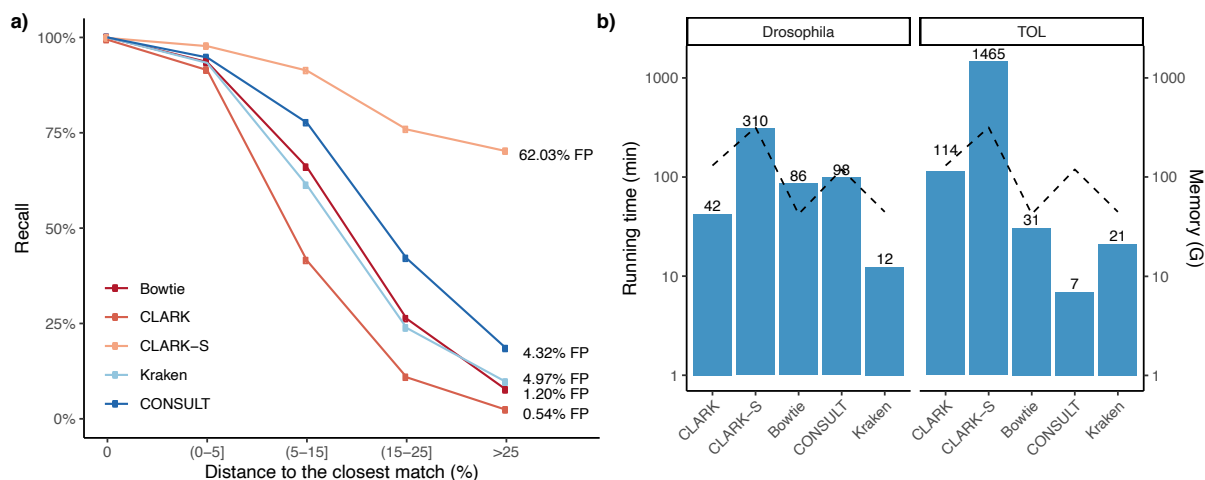 a)
100%
75%
50%
25%
0%
Recall
Bowtie
CLARK
CLARK−S
Kraken
CONSULT
62.03% FP
4.32% FP
4.97% FP
1.20% FP
0.54% FP
0
(0−5]
(5−15]
(15−25]
>25
Distance to the closest match (%)
b)
Drosophila
TOL
Running time (min)
1000
100
10
1
42
310
86
98
12
114
1465
31
7
21
1000
100
10
1
Memory (G)
CLARK
CLARK−S
Bowtie
CONSULT
Kraken
CLARK
CLARK−S
Bowtie
CONSULT
Kraken